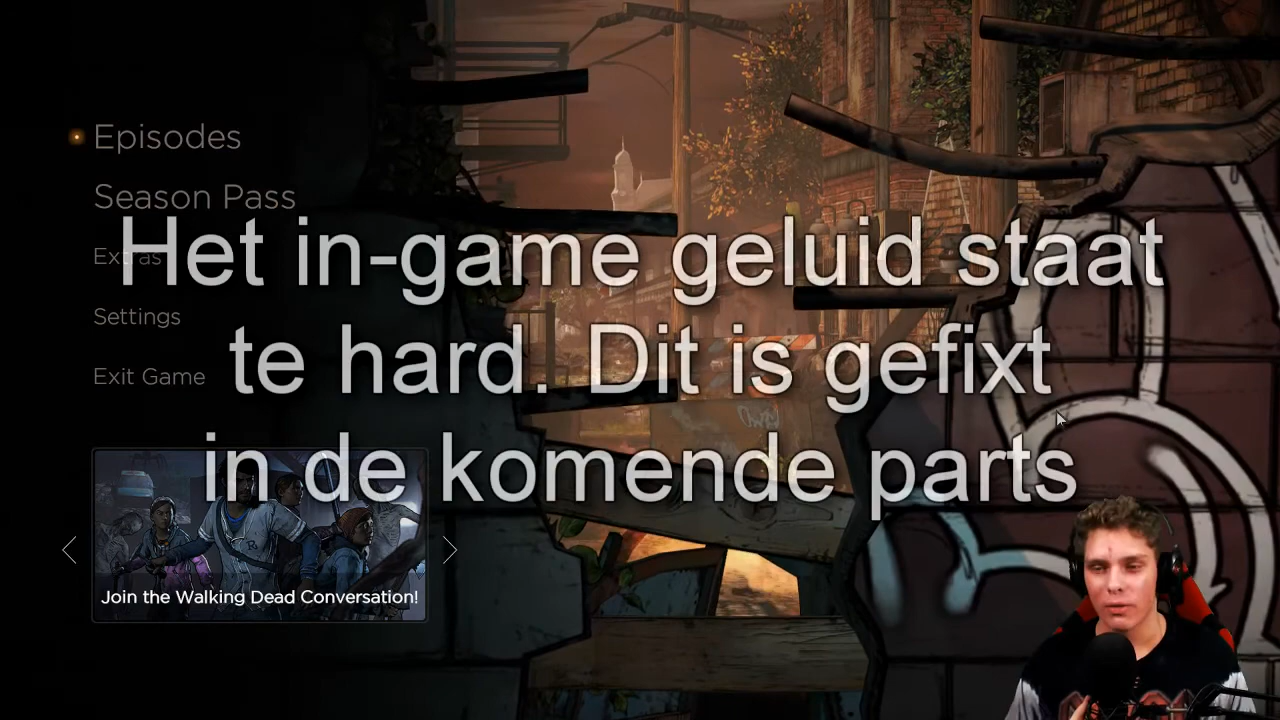 Episodes
Season Pass
Extras
Settings
Exit Game
Het in-game geluid staat
te hard. Dit is gefixt
in de komende parts
Join the Walking Dead Conversation!